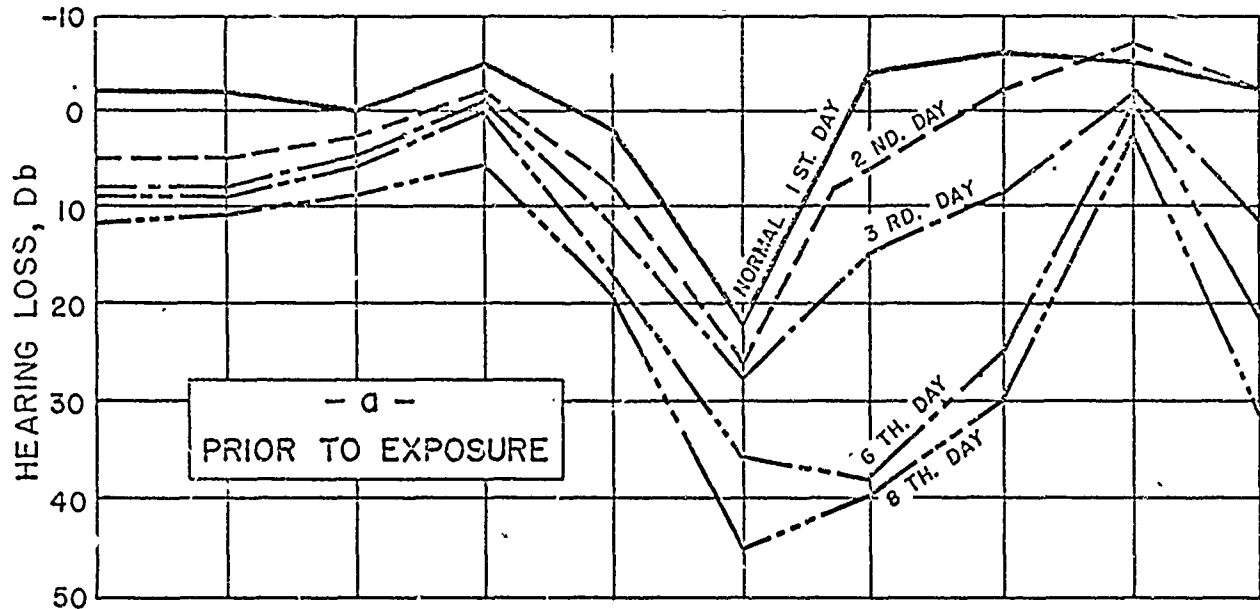 -10
0
10
20
30
40
50
HEARING LOSS, Db
NORMAL 1 ST. DAY
2 ND. DAY
3 RD. DAY
6 TH. DAY
8 TH. DAY
- a -
PRIOR TO EXPOSURE